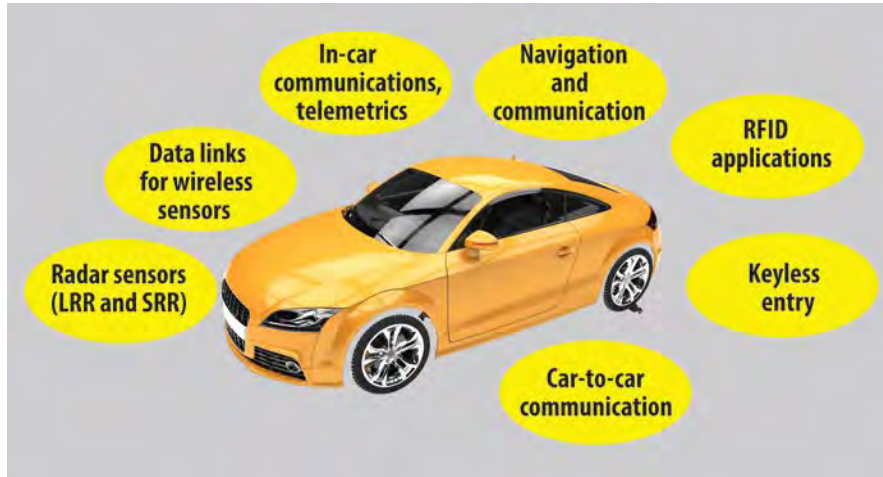 In-car
communications,
telemetrics
Navigation
and
communication
RFID
applications
Data links
for wireless
sensors
Radar sensors
(LRR and SRR)
Keyless
entry
Car-to-car
communication